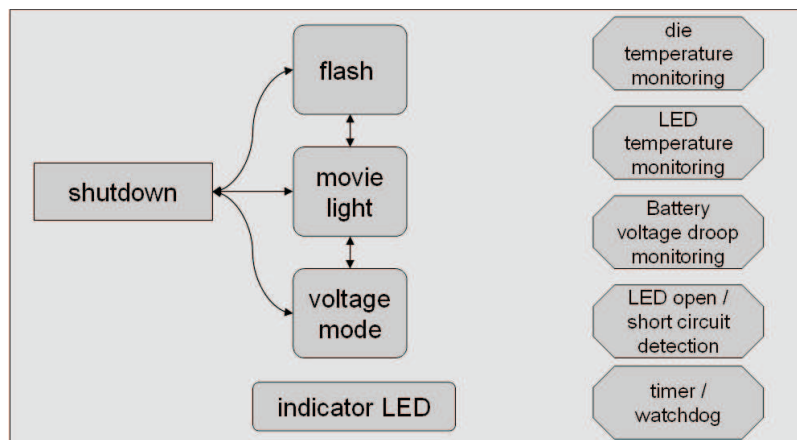 flash
shutdown
movie
light
voltage
mode
indicator LED
die
temperature
monitoring
LED
temperature
monitoring
Battery
voltage droop
monitoring
LED open /
short circuit
detection
timer /
watchdog